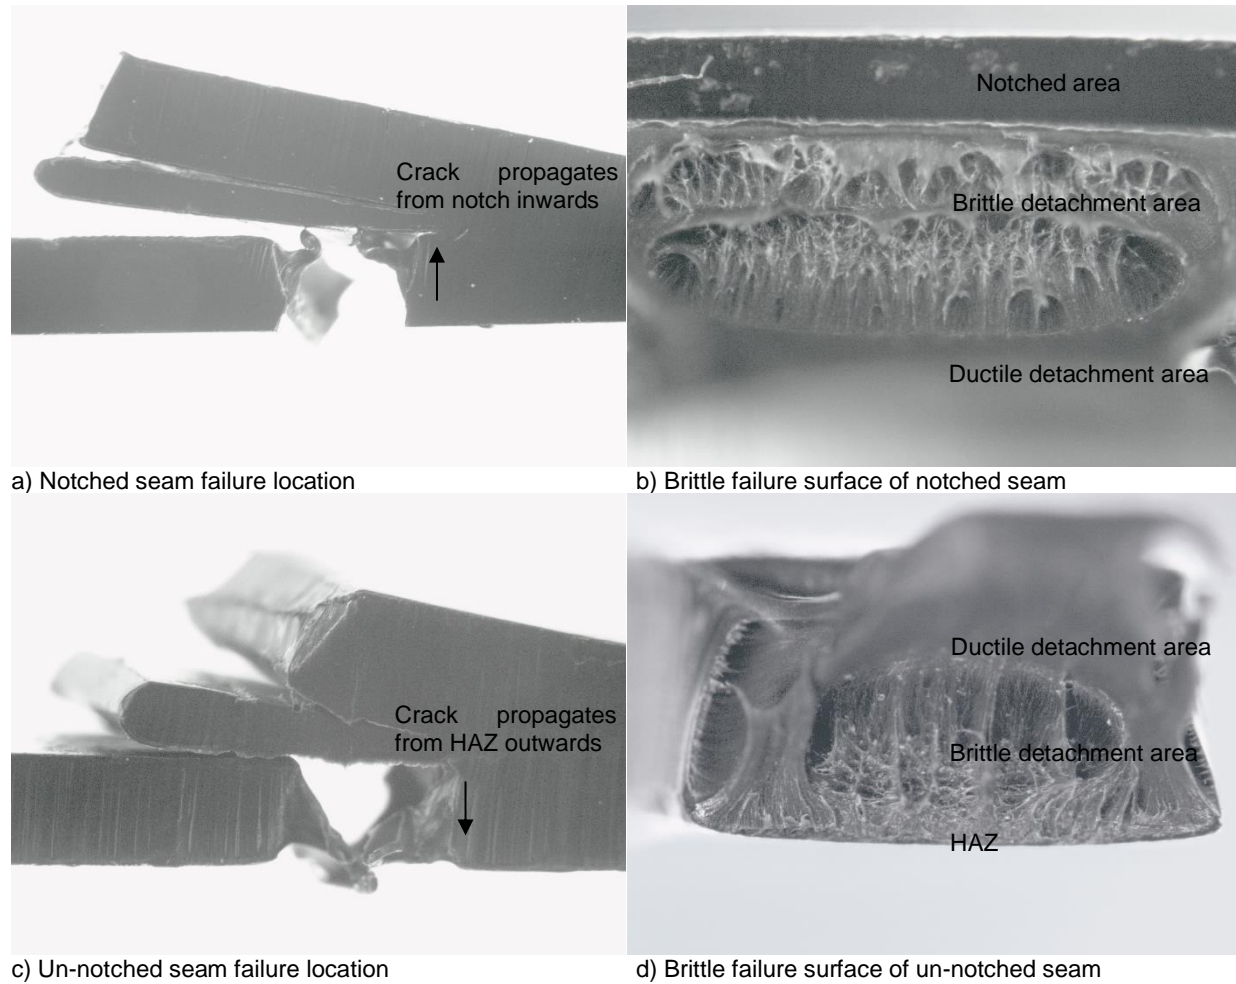 Crack propagates
from notch inwards
Notched area
Brittle detachment area
Ductile detachment area
a) Notched seam failure location
b) Brittle failure surface of notched seam
Crack propagates
from HAZ outwards
Ductile detachment area
Brittle detachment area
HAZ
c) Un-notched seam failure location
d) Brittle failure surface of un-notched seam